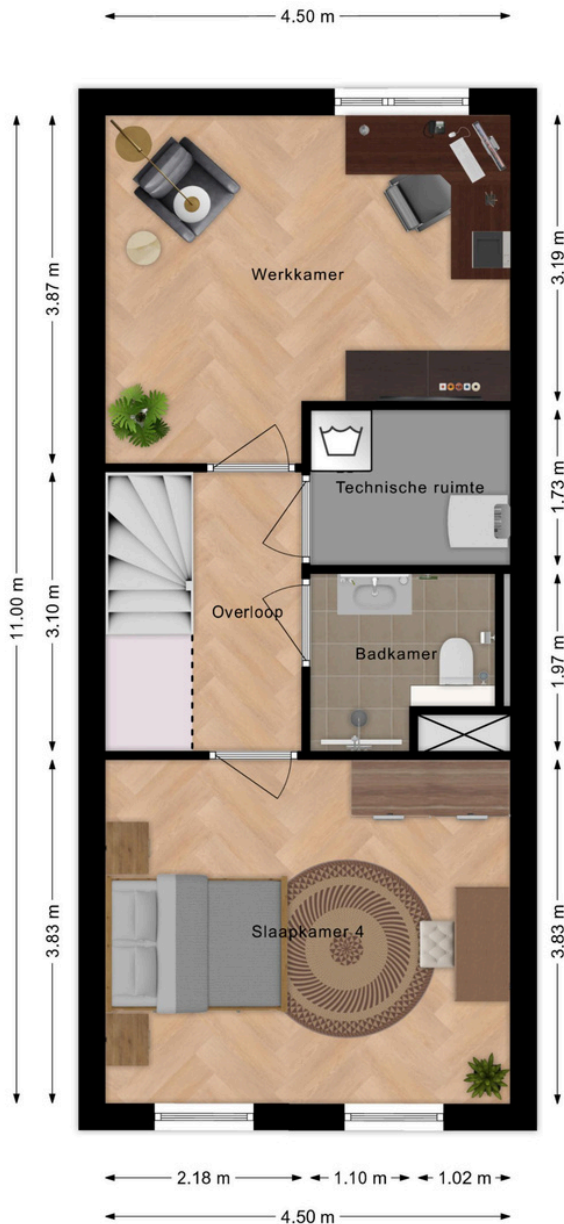 4.50 m
Werkkamer
3.87 m
3.19 m
Technische ruimte
1.73 m
11.00 m
3.10 m
Overloop
Badkamer
1.97 m
Slaapkamer 4
3.83 m
3.83 m
2.18 m
1.10 m
1.02 m
4.50 m